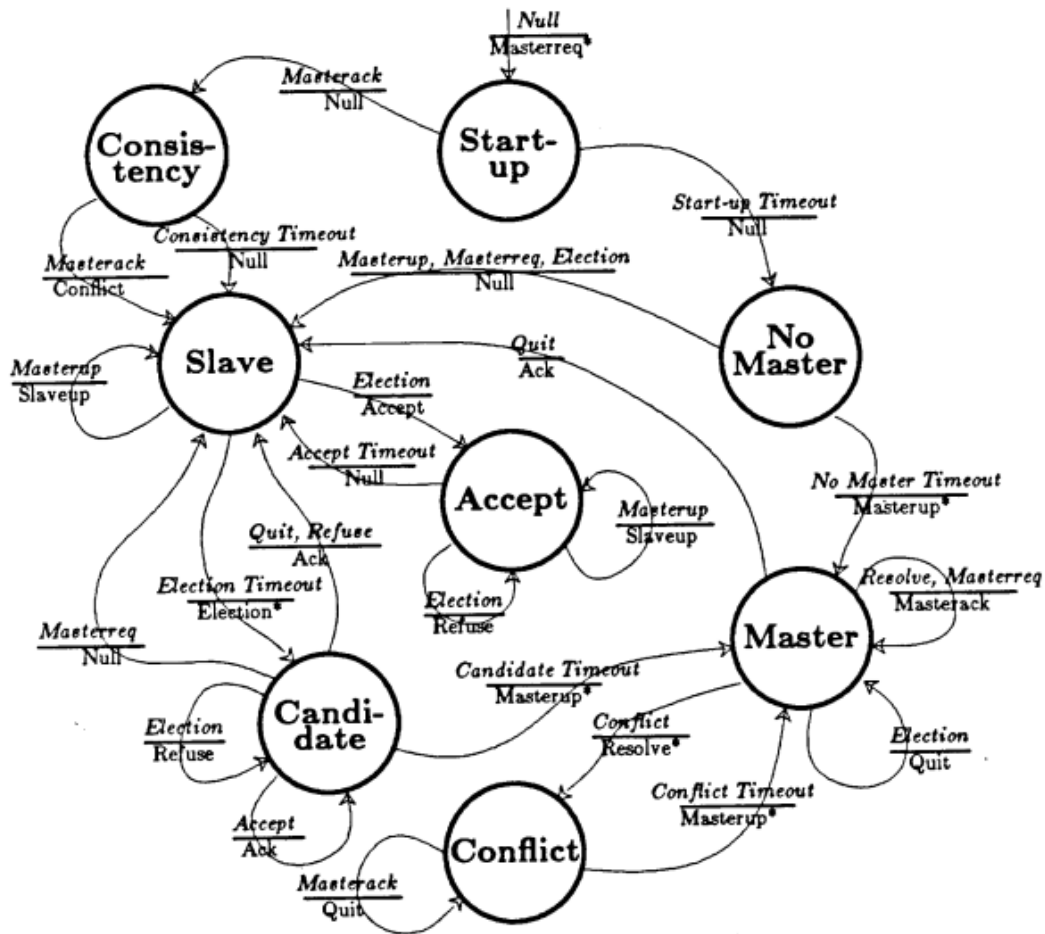 Null
Masterreq*
Masterack
Null
Start-
up
Consis-
tency
Start-up Timeout
Null
Consistency Timeout
Null
Masterack
Conflict
Masterup, Masterreq, Election
Null
No
Master
Slave
Quit
Ack
Masterup
Slaveup
Election
Accept
Accept Timeout
Null
No Master Timeout
Masterup*
Accept
Masterup
Slaveup
Quit, Refuse
Ack
Election Timeout
Election*
Election
Refuse
Resolve, Masterreq
Masterack
Master
Masterreq
Null
Candidate Timeout
Masterup*
Candi-
date
Election
Refuse
Conflict
Resolve*
Election
Quit
Conflict Timeout
Masterup*
Accept
Ack
Conflict
Masterack
Quit